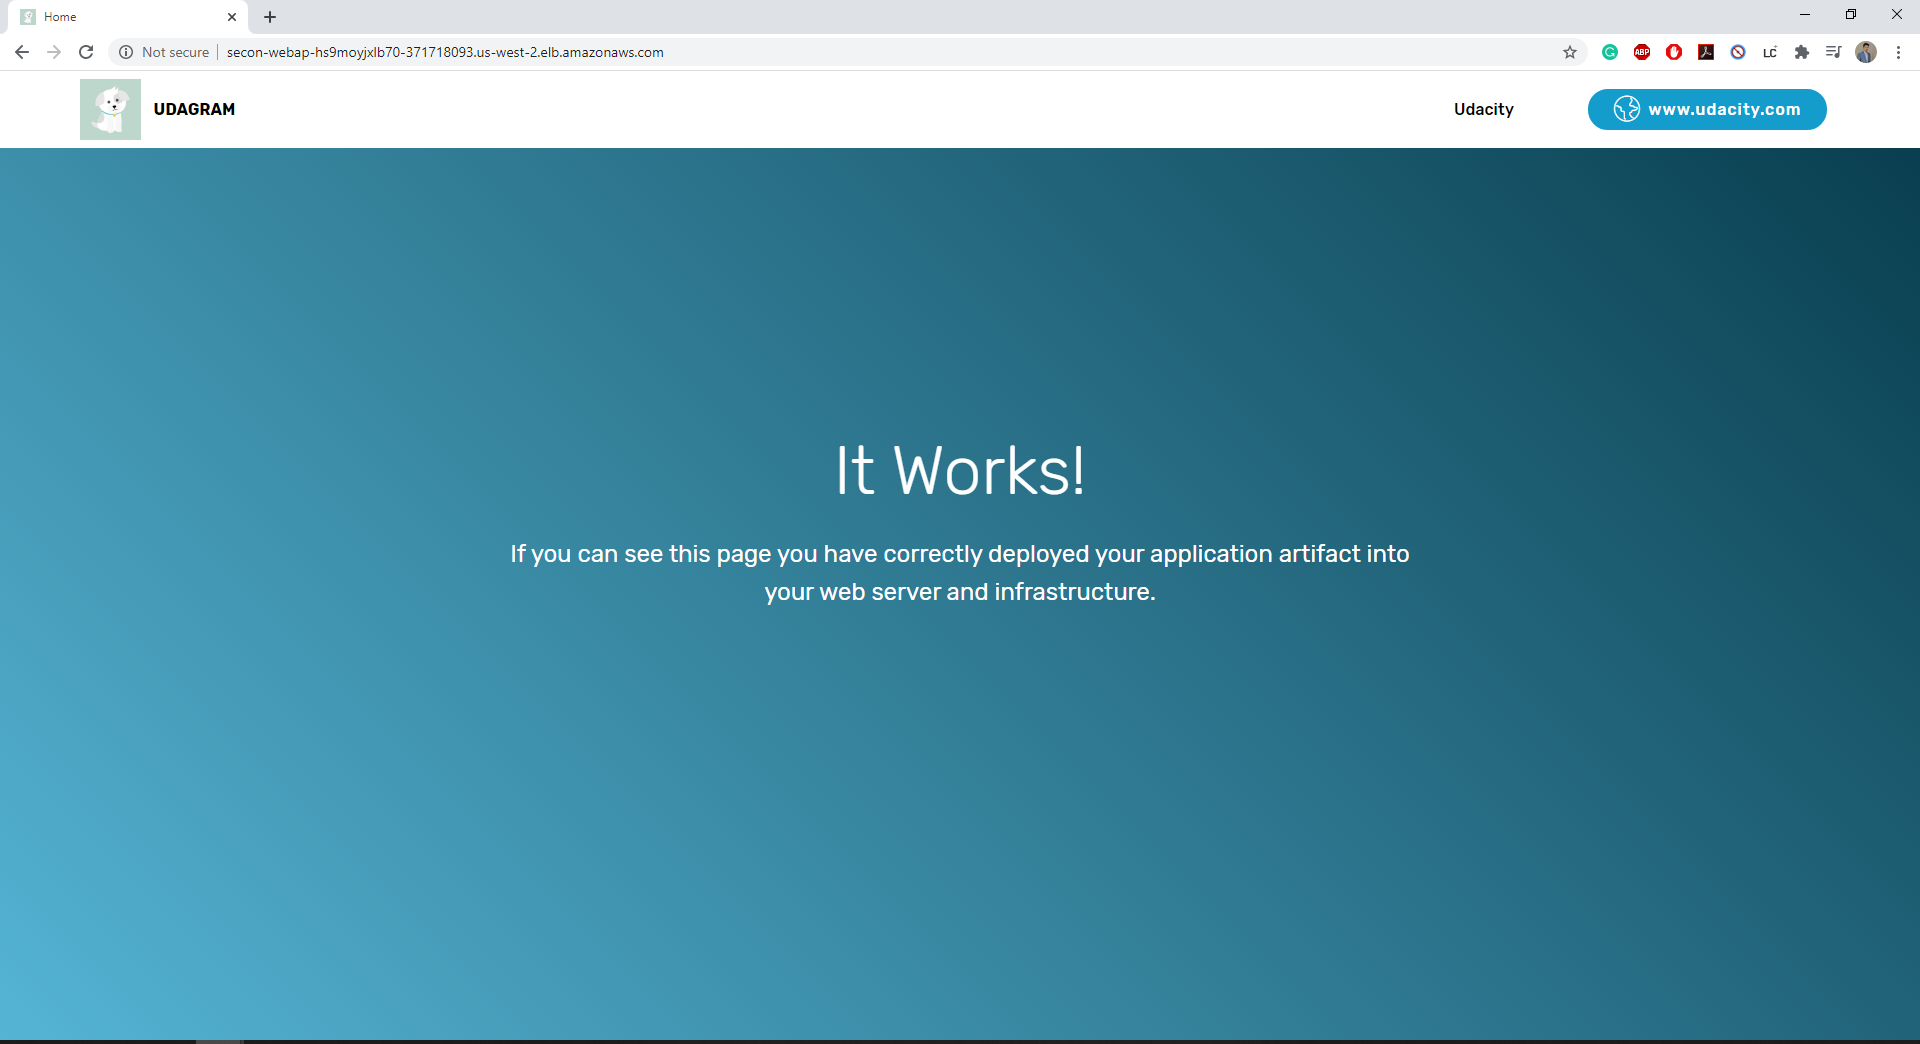 Home
Not secure
secon-webap-hs9moyjxlb70-371718093.us-west-2.elb.amazonaws.com
ABP
LC
UDAGRAM
Udacity
www.udacity.com
It Works!
If you can see this page you have correctly deployed your application artifact into
your web server and infrastructure.